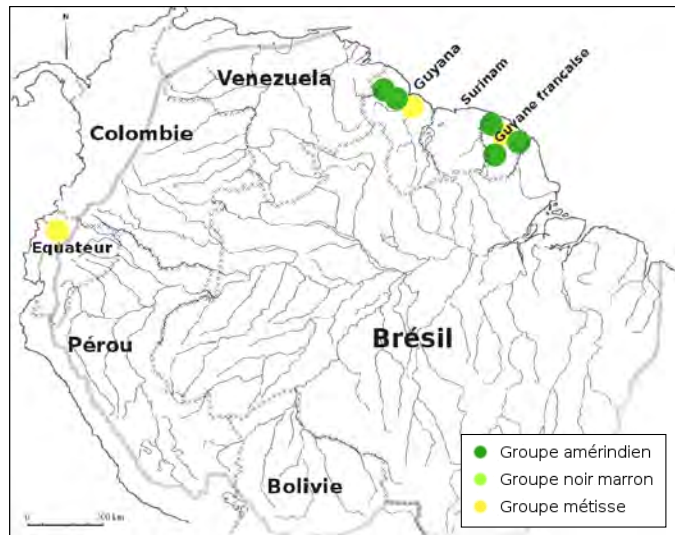 N
Guyana
Venezuela
Surinam
Guyane française
Colombie
Equateur
Pérou
Brésil
Bolivie
Groupe amérindien
Groupe noir marron
Groupe métisse
0 300 km